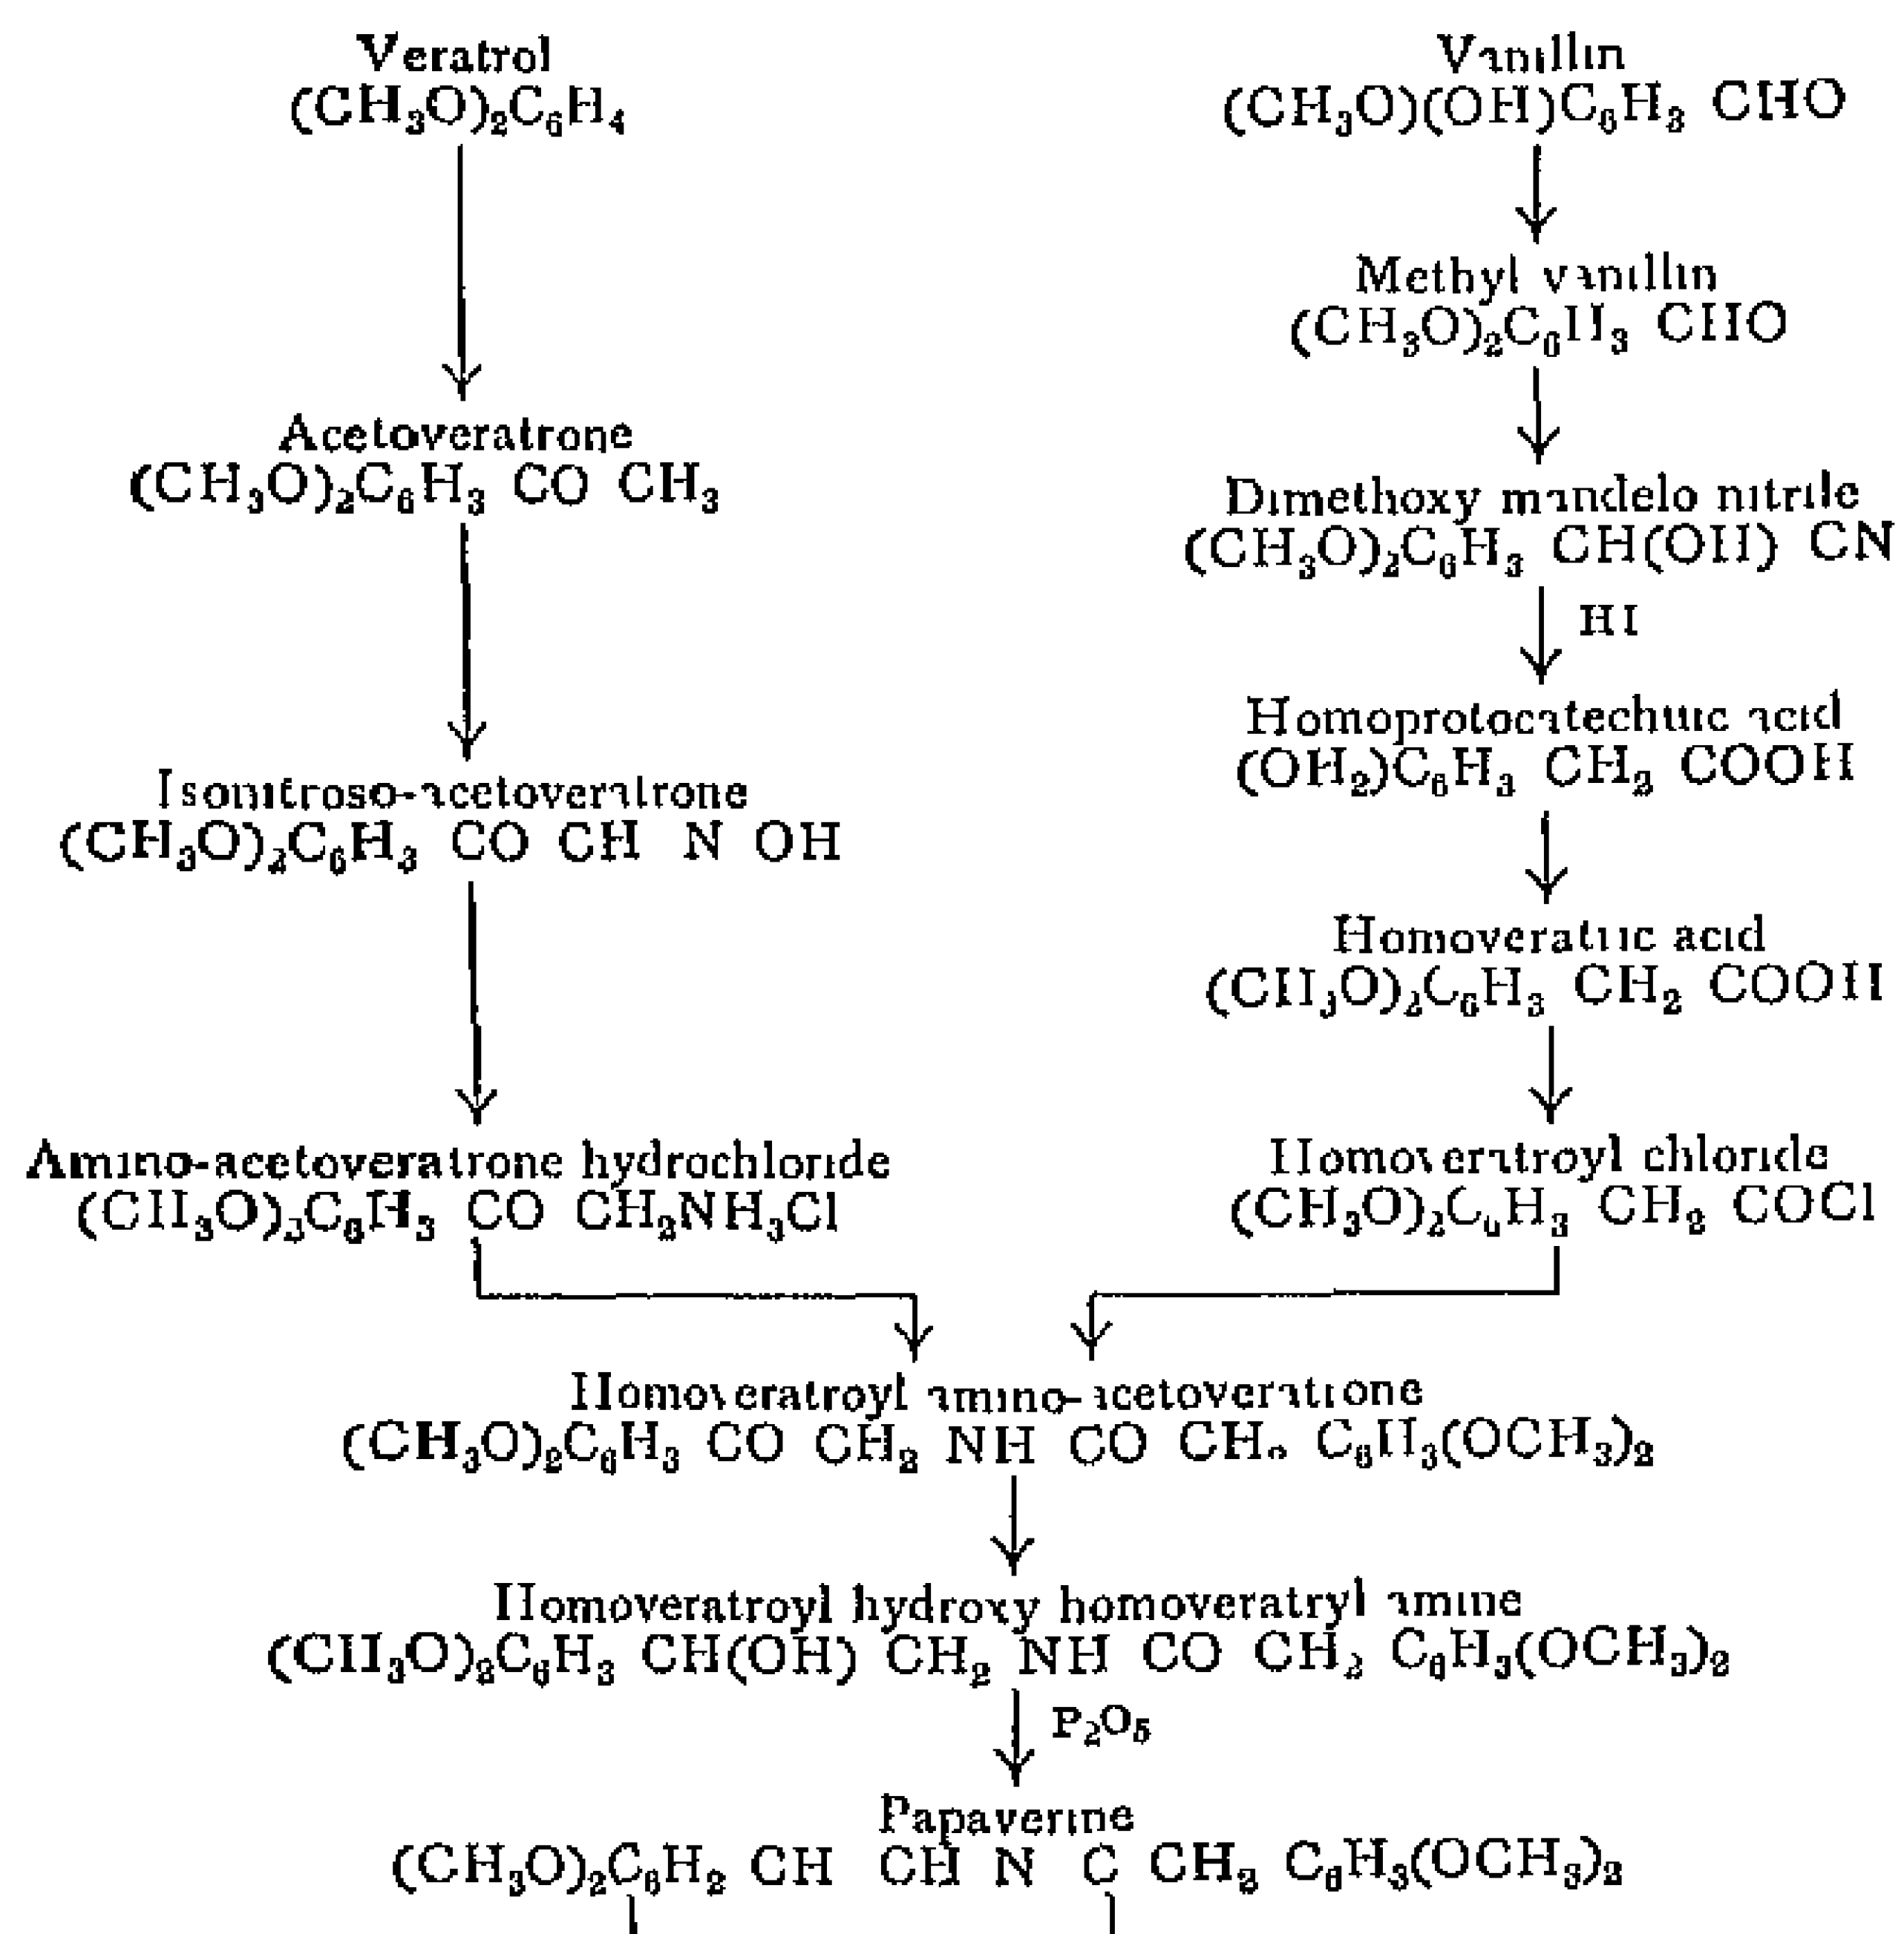 Veratrol
(CH₃O)₂C₆H₄
Acetoveratrone
(CH₃O)₂C₆H₃ CO CH₃
Isonitroso-acetoveratrone
(CH₃O)₂C₆H₃ CO CH N OH
Amino-acetoveratrone hydrochloride
(CH₃O)₂C₆H₃ CO CH₂NH₃Cl
Vanillin
(CH₃O)(OH)C₆H₃ CHO
Methyl vanillin
(CH₃O)₂C₆H₃ CHO
Dimethoxy mandelo nitrile
(CH₃O)₂C₆H₃ CH(OH) CN
HI
Homoprotocatechuic acid
(OH₂)C₆H₃ CH₂ COOH
Homoveratric acid
(CH₃O)₂C₆H₃ CH₂ COOH
Homoveratroyl chloride
(CH₃O)₂C₆H₃ CH₂ COCl
Homoveratroyl amino-acetoveratrone
(CH₃O)₂C₆H₃ CO CH₂ NH CO CH₂ C₆H₃(OCH₃)₂
Homoveratroyl hydroxy homoveratryl amine
(CH₃O)₂C₆H₃ CH(OH) CH₂ NH CO CH₂ C₆H₃(OCH₃)₂
P₂O₅
Papaverine
(CH₃O)₂C₆H₂ CH CH N C CH₂ C₆H₃(OCH₃)₂